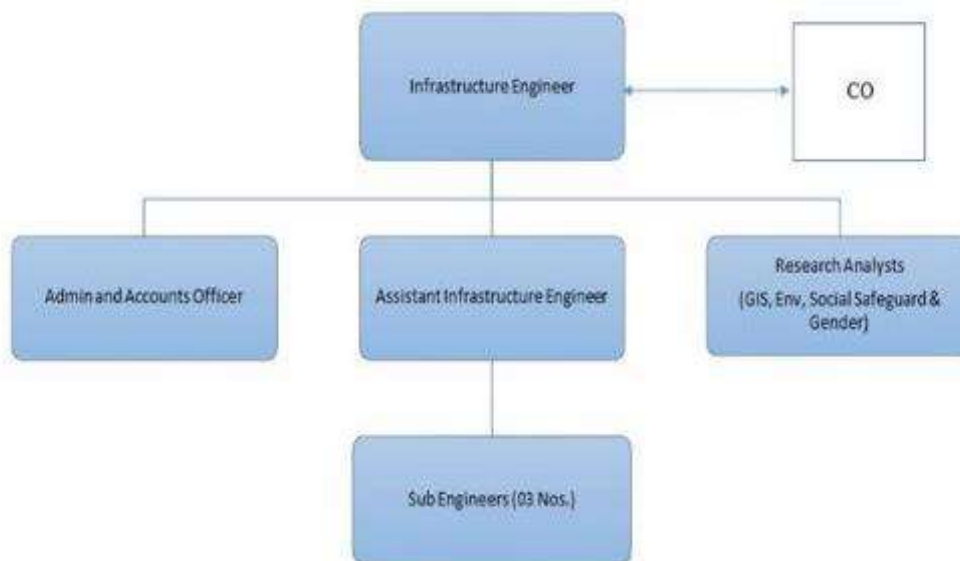 Infrastructure Engineer
CO
Admin and Accounts Officer
Assistant Infrastructure Engineer
Research Analysts
(GIS, Env, Social Safeguard &
Gender)
Sub Engineers (03 Nos.)